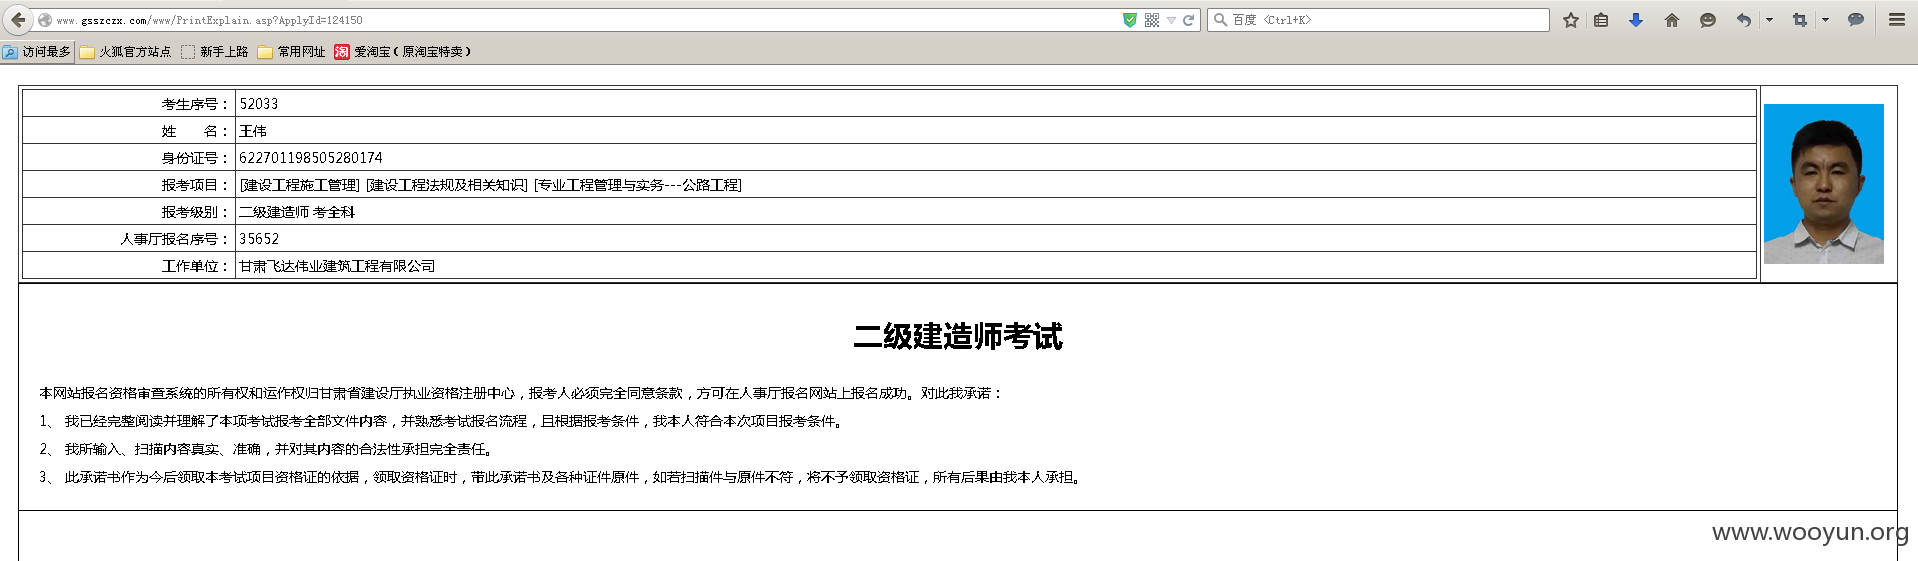 www.gsszczx.com/www/PrintExplain.asp?ApplyId=124150
百度 <Ctrl+K>
访问最多 火狐官方站点 新手上路 常用网址 淘 爱淘宝(原淘宝特卖)
考生序号: 52033
姓 名: 王伟
身份证号: 622701198505280174
报考项目: [建设工程施工管理] [建设工程法规及相关知识] [专业工程管理与实务---公路工程]
报考级别: 二级建造师 考全科
人事厅报名序号: 35652
工作单位: 甘肃飞达伟业建筑工程有限公司
二级建造师考试
本网站报名资格审查系统的所有权和运作权归甘肃省建设厅执业资格注册中心，报考人必须完全同意条款，方可在人事厅报名网站上报名成功。对此我承诺：
1、 我已经完整阅读并理解了本项考试报考全部文件内容，并熟悉考试报名流程，且根据报考条件，我本人符合本次项目报考条件。
2、 我所输入、扫描内容真实、准确，并对其内容的合法性承担完全责任。
3、 此承诺书作为今后领取本考试项目资格证的依据，领取资格证时，带此承诺书及各种证件原件，如若扫描件与原件不符，将不予领取资格证，所有后果由我本人承担。
www.wooyun.org